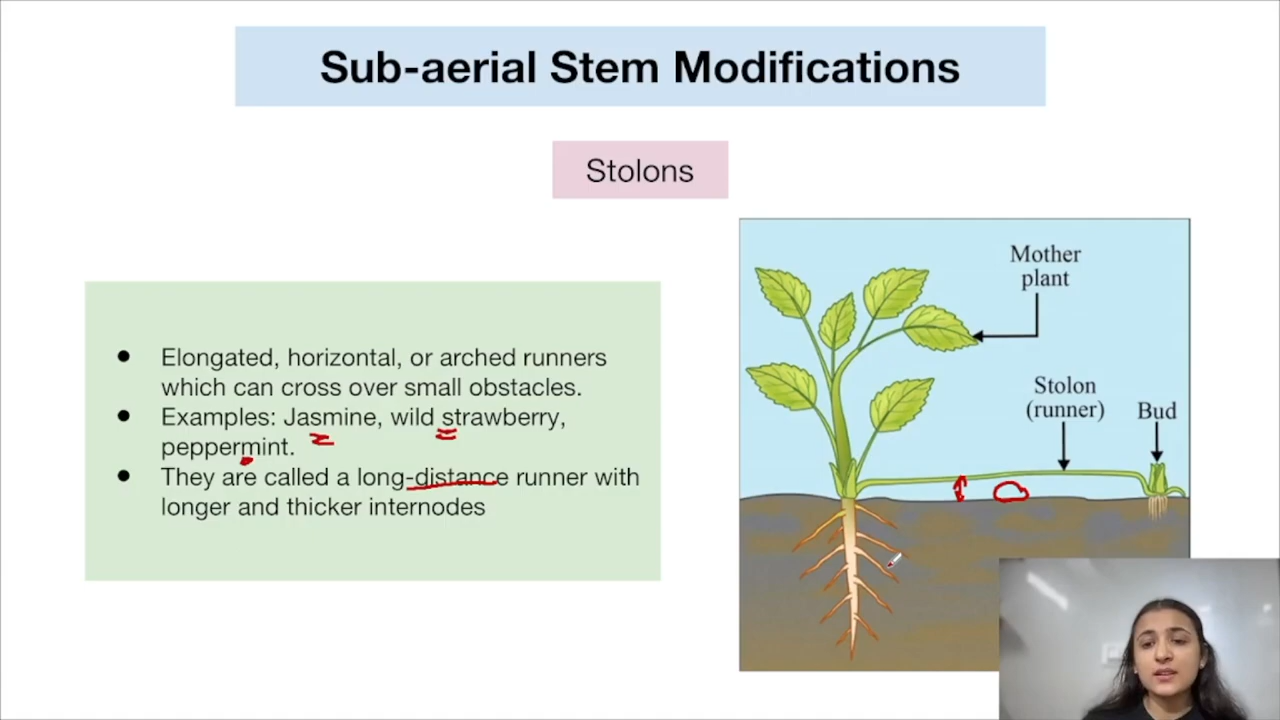 Sub-aerial Stem Modifications
Stolons
● Elongated, horizontal, or arched runners
which can cross over small obstacles.
● Examples: Jasmine, wild strawberry,
peppermint.
● They are called a long-distance runner with
longer and thicker internodes
Mother
plant
Stolon
(runner)
Bud